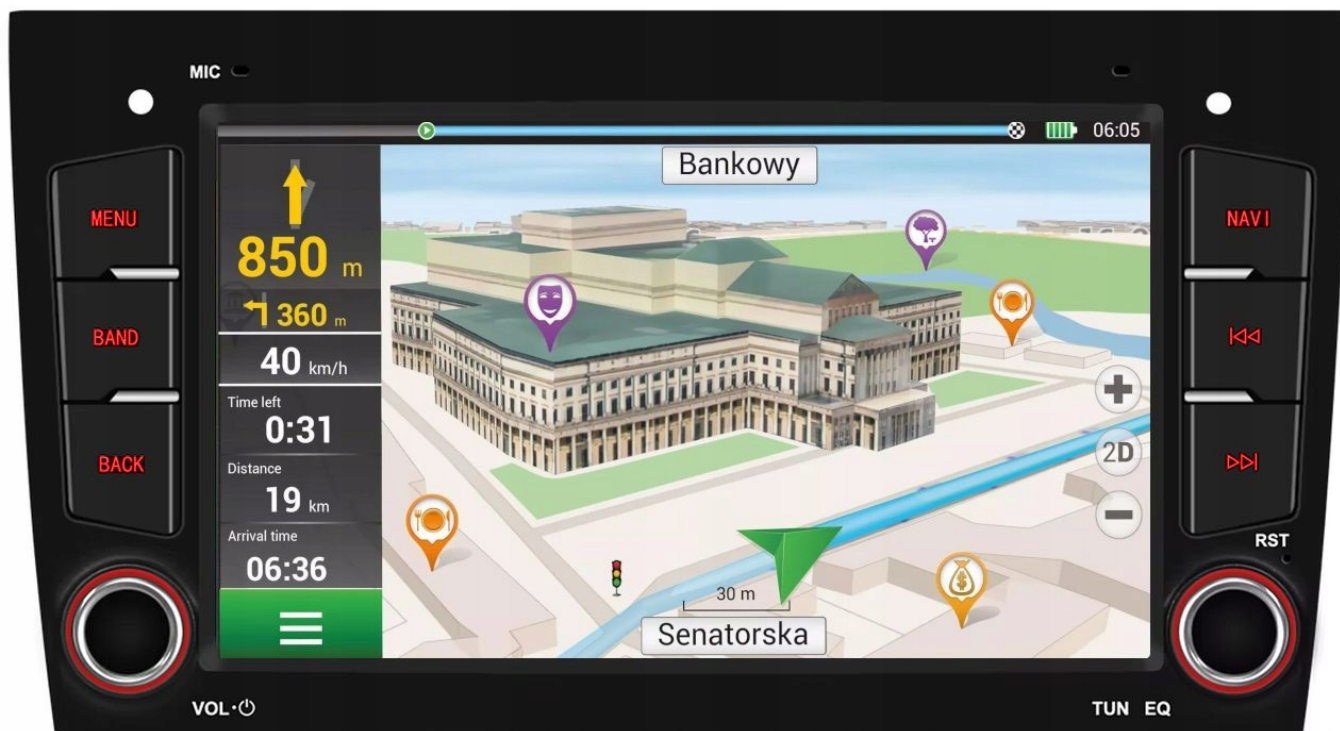 MIC
06:05
Bankowy
850 m
360 m
40 km/h
Time left
0:31
Distance
19 km
Arrival time
06:36
2D
30 m
Senatorska
MENU
BAND
BACK
NAVI
RST
VOL
TUN EQ